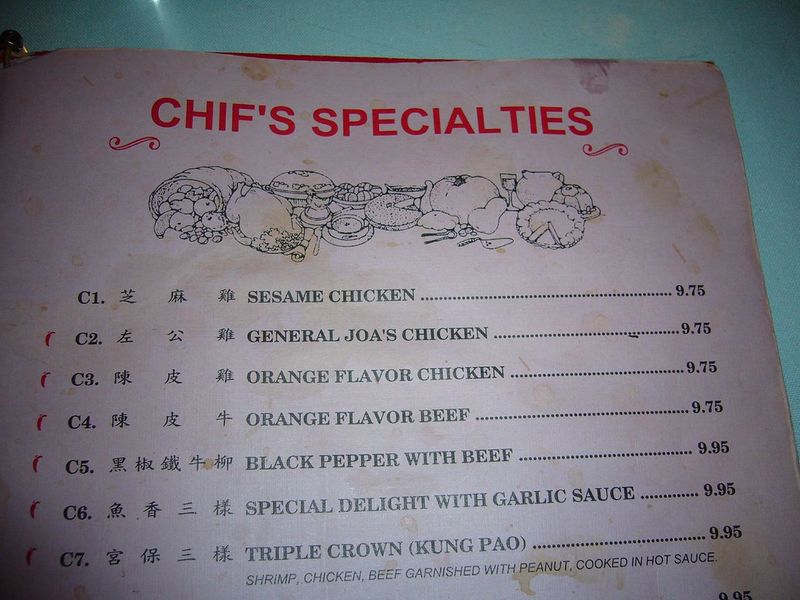 CHIF'S SPECIALTIES
C1. 芝 麻 雞 SESAME CHICKEN ........ 9.75
C2. 左 公 雞 GENERAL JOA'S CHICKEN ........ 9.75
C3. 陳 皮 雞 ORANGE FLAVOR CHICKEN ........ 9.75
C4. 陳 皮 牛 ORANGE FLAVOR BEEF ........ 9.75
C5. 黑 椒 鐵 牛 柳 BLACK PEPPER WITH BEEF ........ 9.95
C6. 魚 香 三 樣 SPECIAL DELIGHT WITH GARLIC SAUCE ........ 9.95
C7. 宮 保 三 樣 TRIPLE CROWN (KUNG PAO) ........ 9.95
SHRIMP, CHICKEN, BEEF GARNISHED WITH PEANUT, COOKED IN HOT SAUCE.
9.95